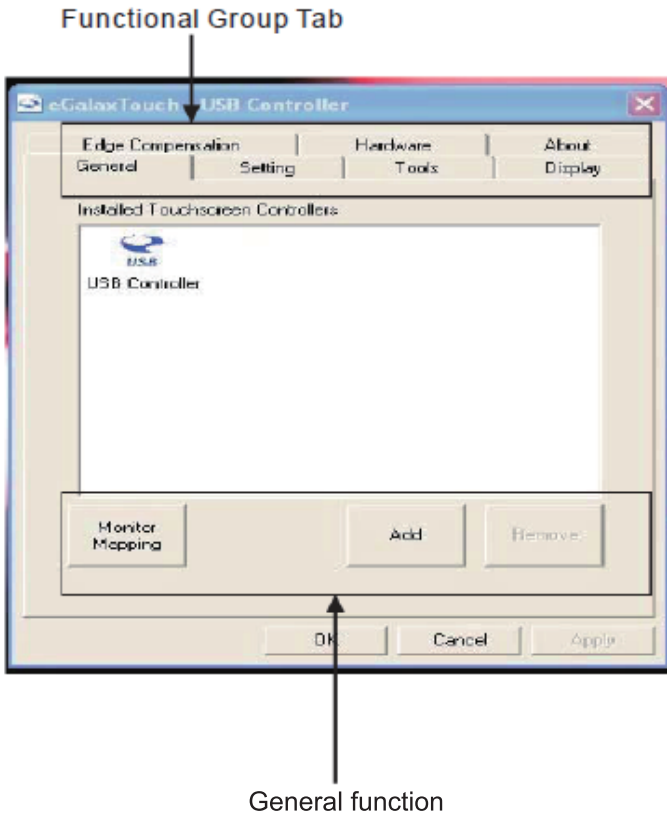 Functional Group Tab
eGalaxTouch : USB Controller
Edge Compensation Hardware About
General Setting Tools Display
Installed Touchscreen Controllers
USB
USB Controller
Monitor
Mapping
Add Remove
OK Cancel Apply
General function